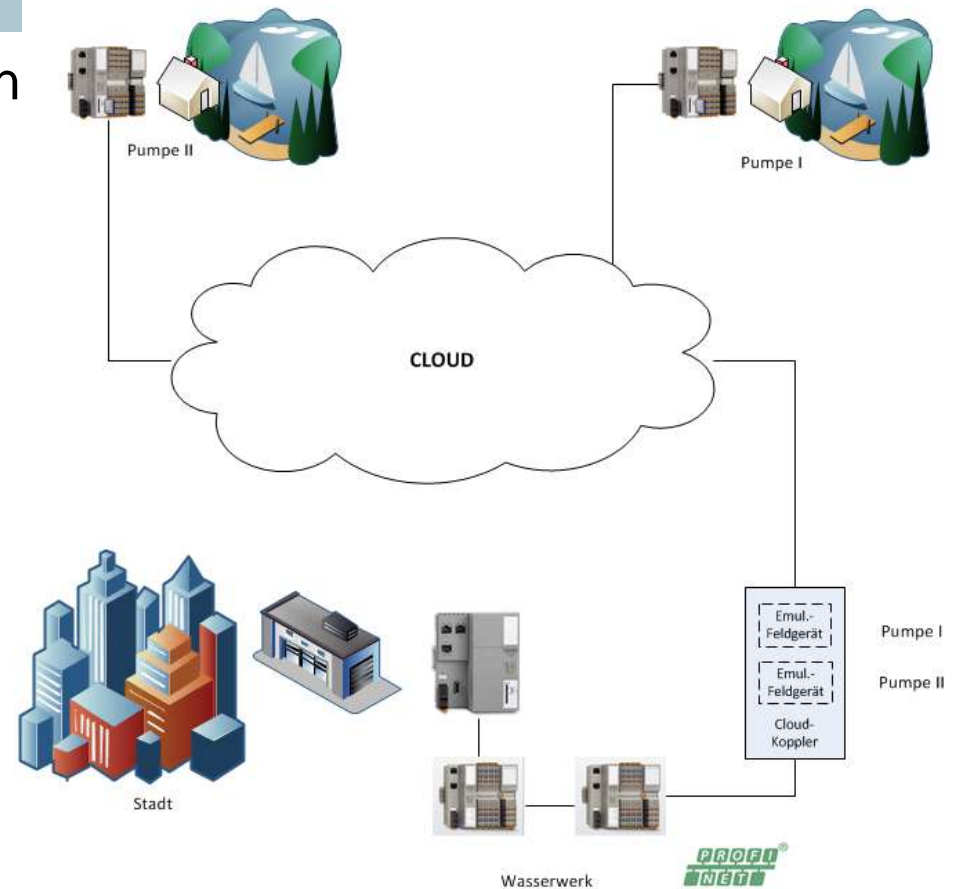 n
Pumpe II
Pumpe I
CLOUD
Emul.-
Feldgerät
Pumpe I
Emul.-
Feldgerät
Pumpe II
Cloud-
Koppler
Stadt
Wasserwerk
PROFI
NET
®